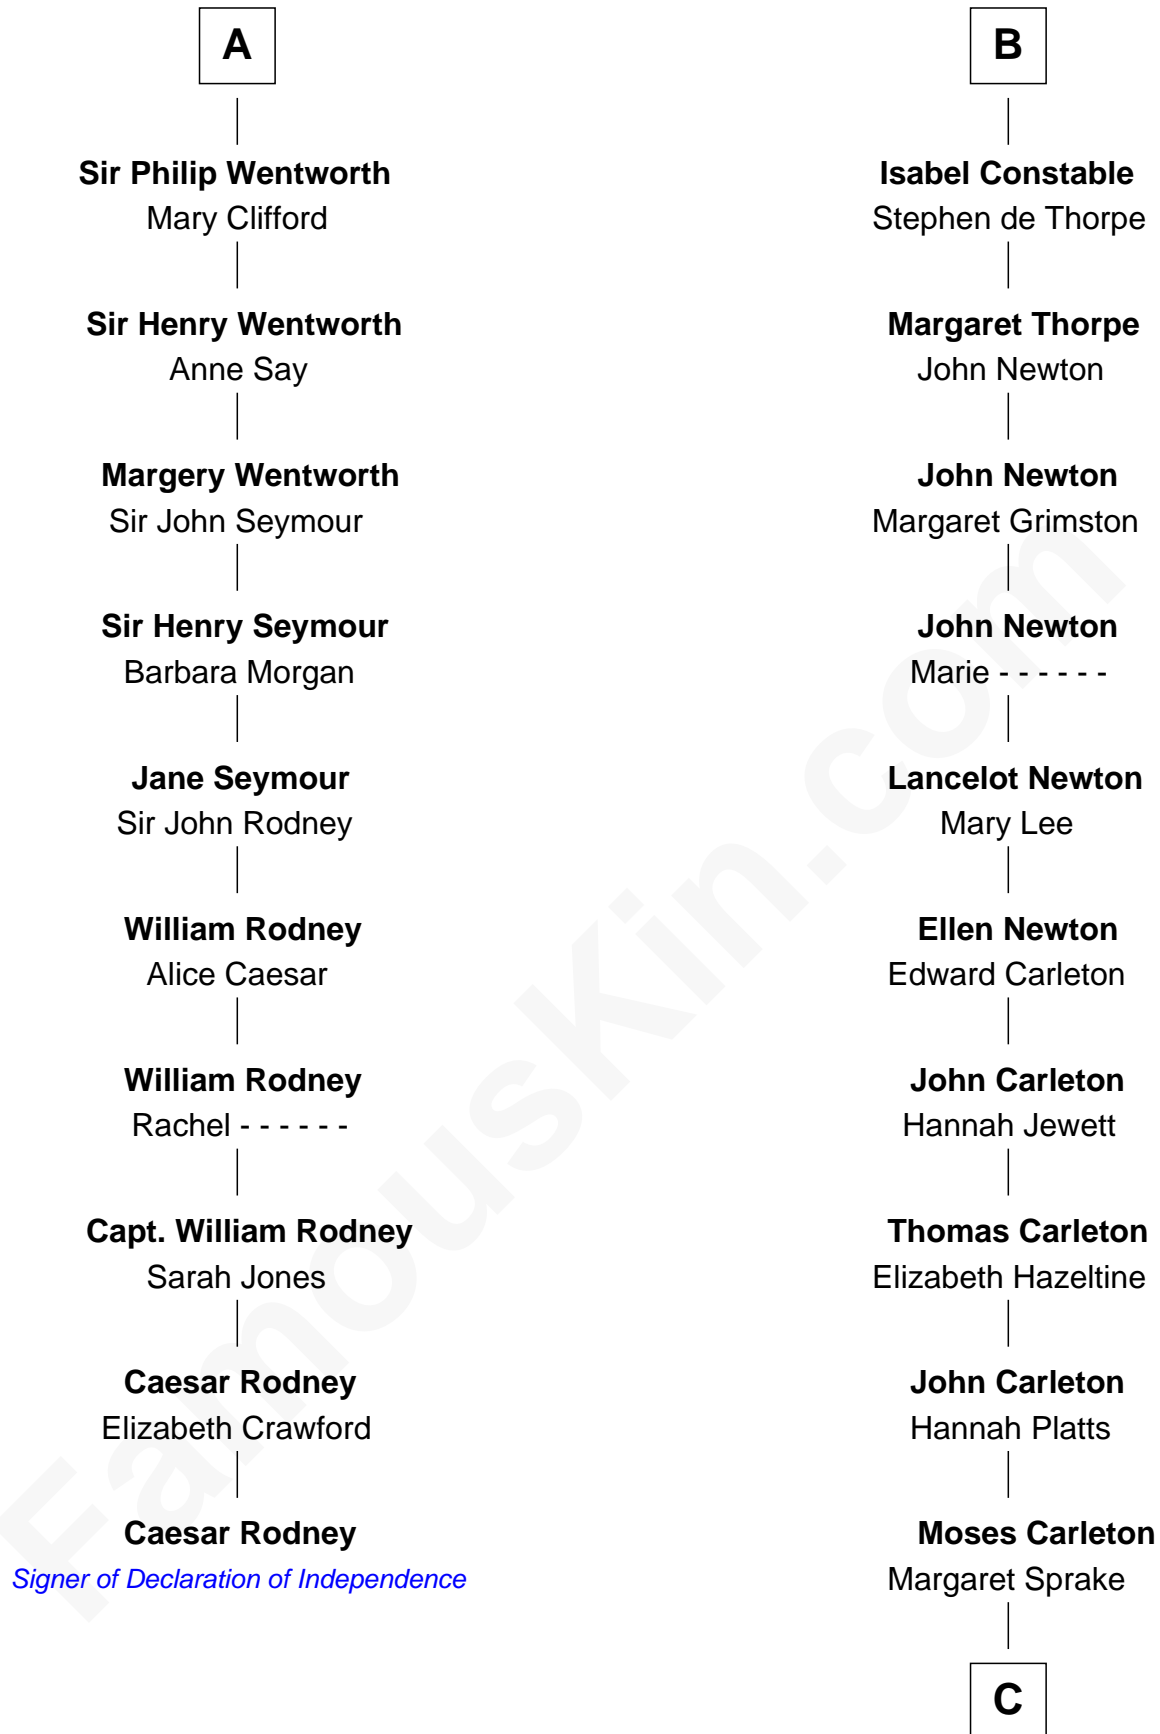 A
Sir Philip Wentworth
Mary Clifford
Sir Henry Wentworth
Anne Say
Margery Wentworth
Sir John Seymour
Sir Henry Seymour
Barbara Morgan
Jane Seymour
Sir John Rodney
William Rodney
Alice Caesar
William Rodney
Rachel - - - - - -
Capt. William Rodney
Sarah Jones
Caesar Rodney
Elizabeth Crawford
Caesar Rodney
Signer of Declaration of Independence
B
Isabel Constable
Stephen de Thorpe
Margaret Thorpe
John Newton
John Newton
Margaret Grimston
John Newton
Marie - - - - - -
Lancelot Newton
Mary Lee
Ellen Newton
Edward Carleton
John Carleton
Hannah Jewett
Thomas Carleton
Elizabeth Hazeltine
John Carleton
Hannah Platts
Moses Carleton
Margaret Sprake
C
FamousKin.com